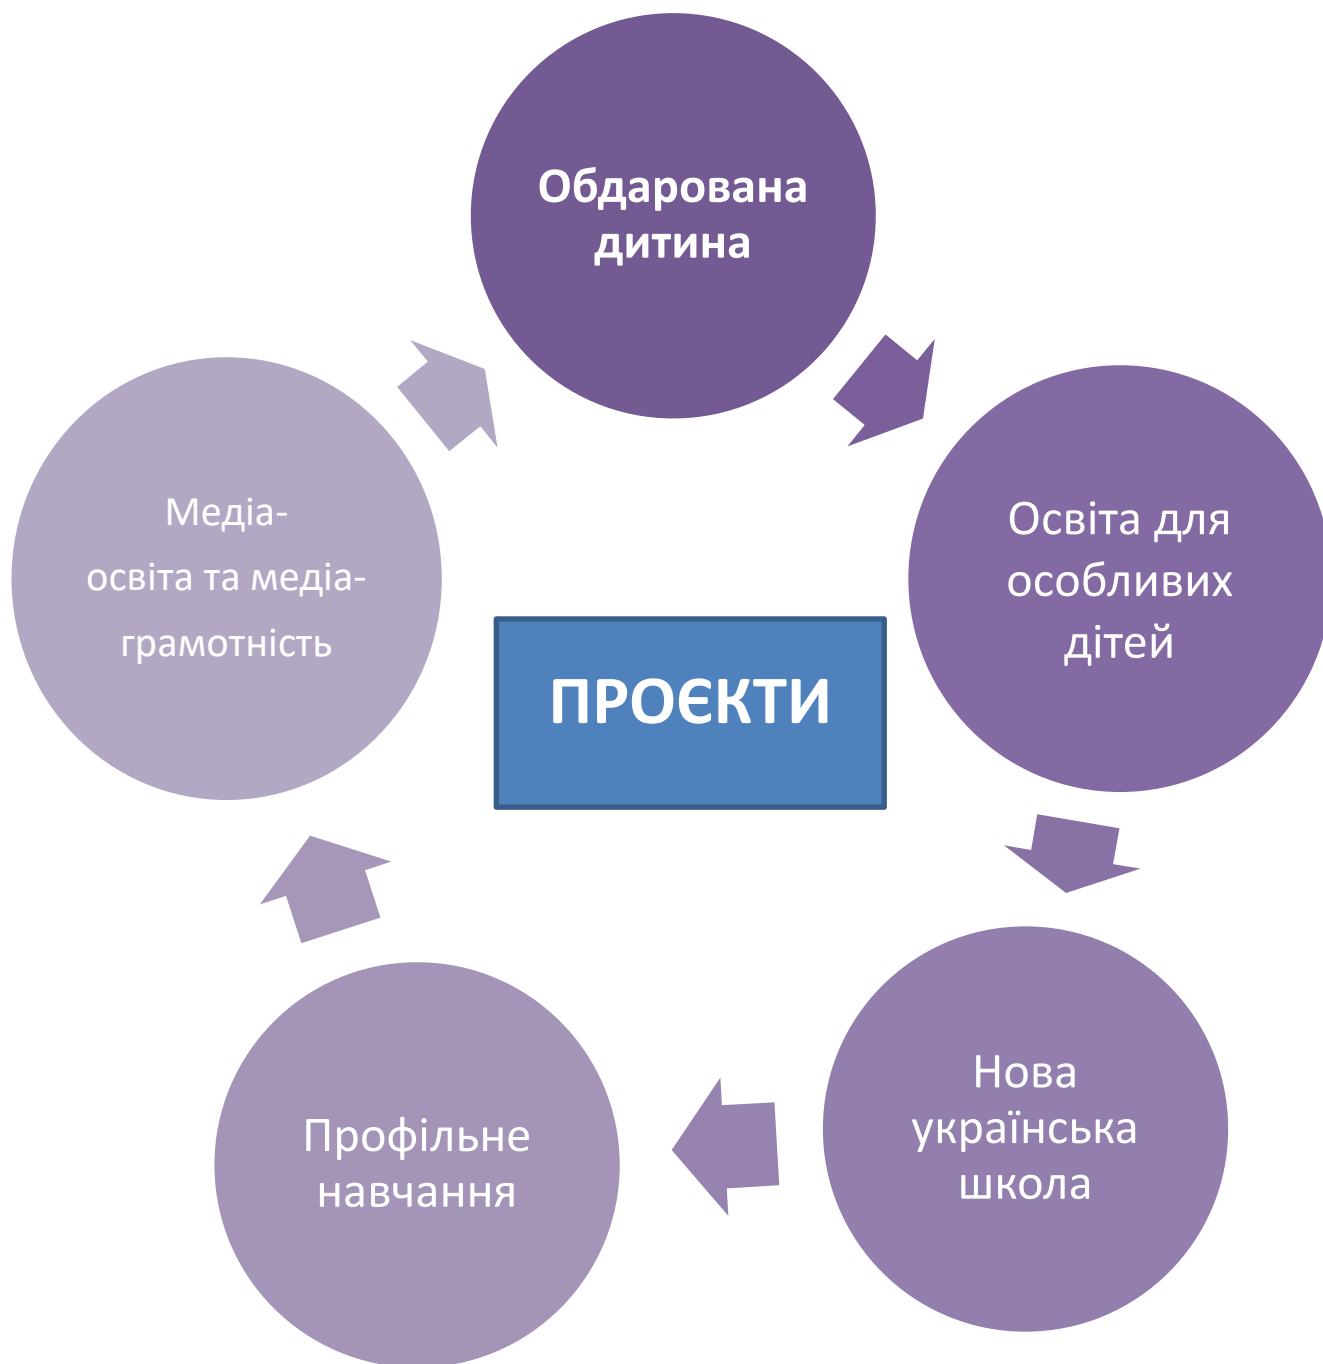 Обдарована
дитина
Освіта для
особливих
дітей
Нова
українська
школа
Профільне
навчання
Медіа-
освіта та медіа-
грамотність
ПРОЄКТИ